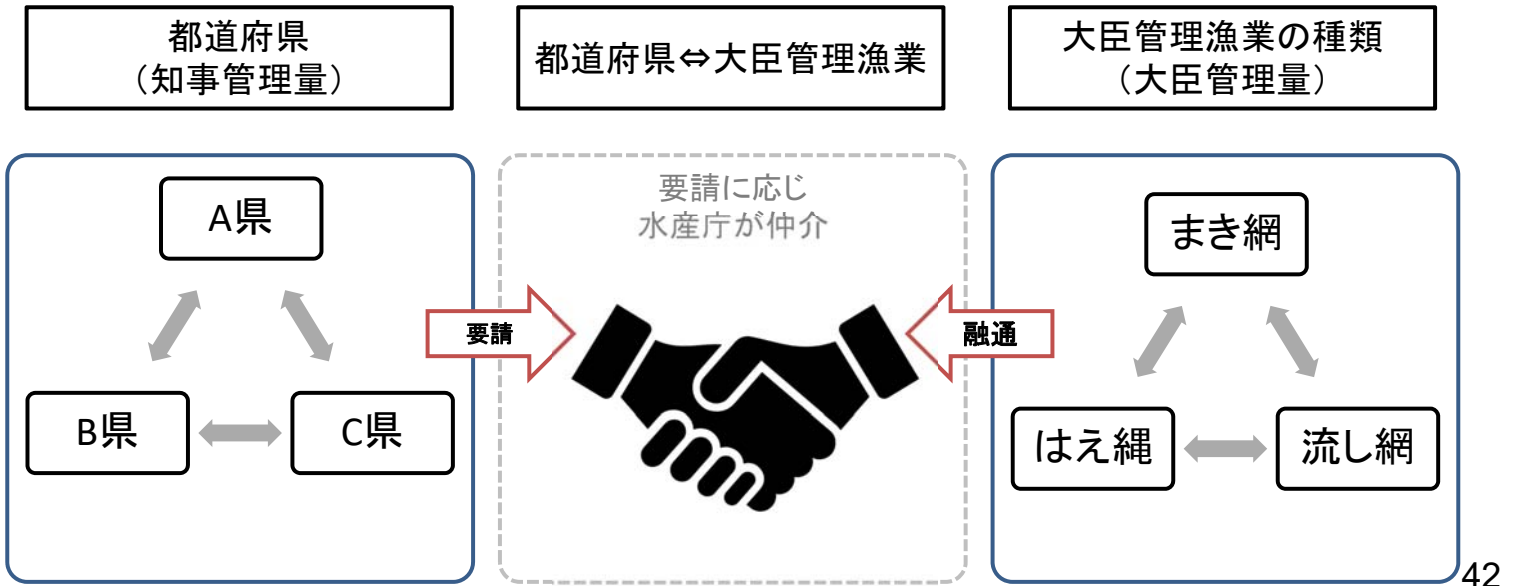 都道府県
（知事管理量）
都道府県⇔大臣管理漁業
大臣管理漁業の種類
（大臣管理量）
A県
B県
C県
要請
要請に応じ
水産庁が仲介
融通
まき網
はえ縄
流し網
42